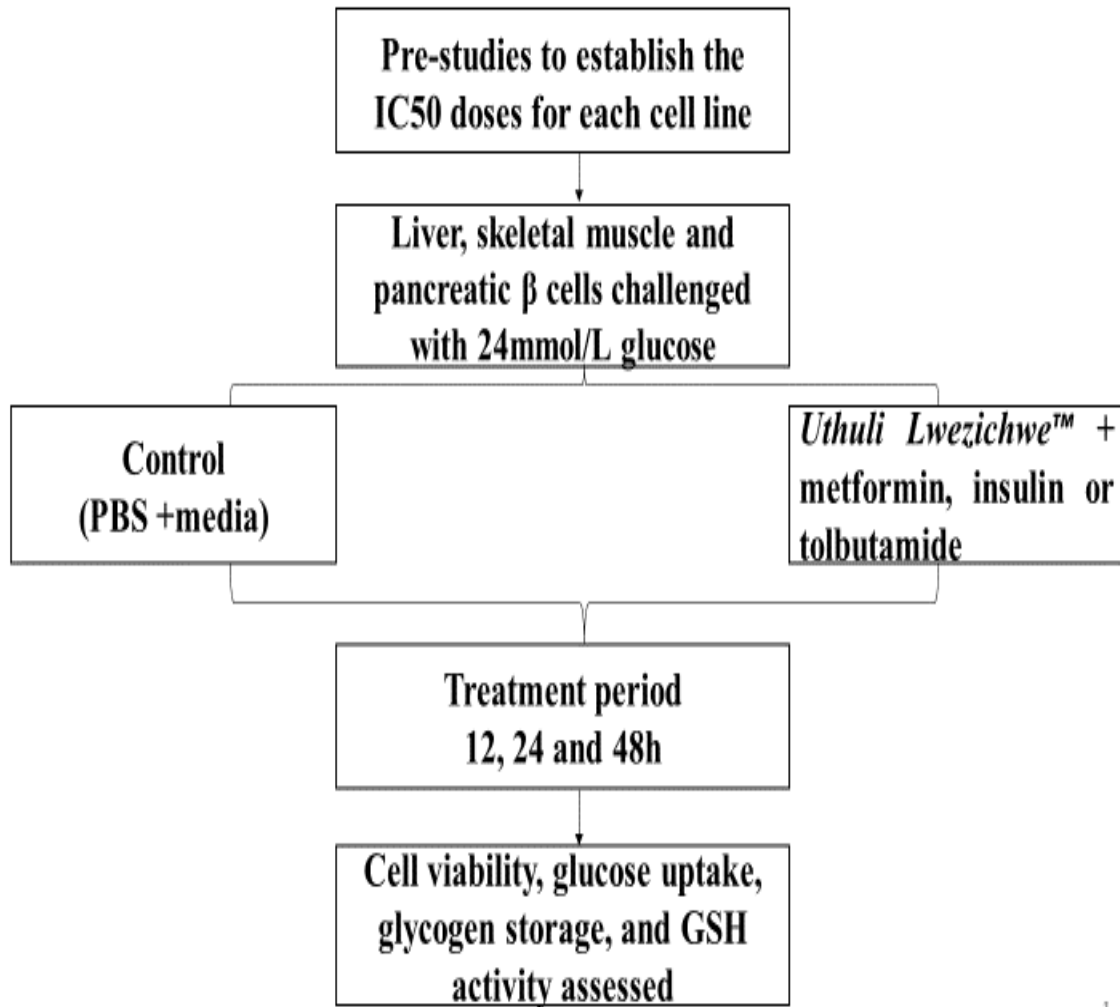 Pre-studies to establish the
IC50 doses for each cell line
Liver, skeletal muscle and
pancreatic β cells challenged
with 24mmol/L glucose
Control
(PBS +media)
Uthuli Lwezichwe™ +
metformin, insulin or
tolbutamide
Treatment period
12, 24 and 48h
Cell viability, glucose uptake,
glycogen storage, and GSH
activity assessed